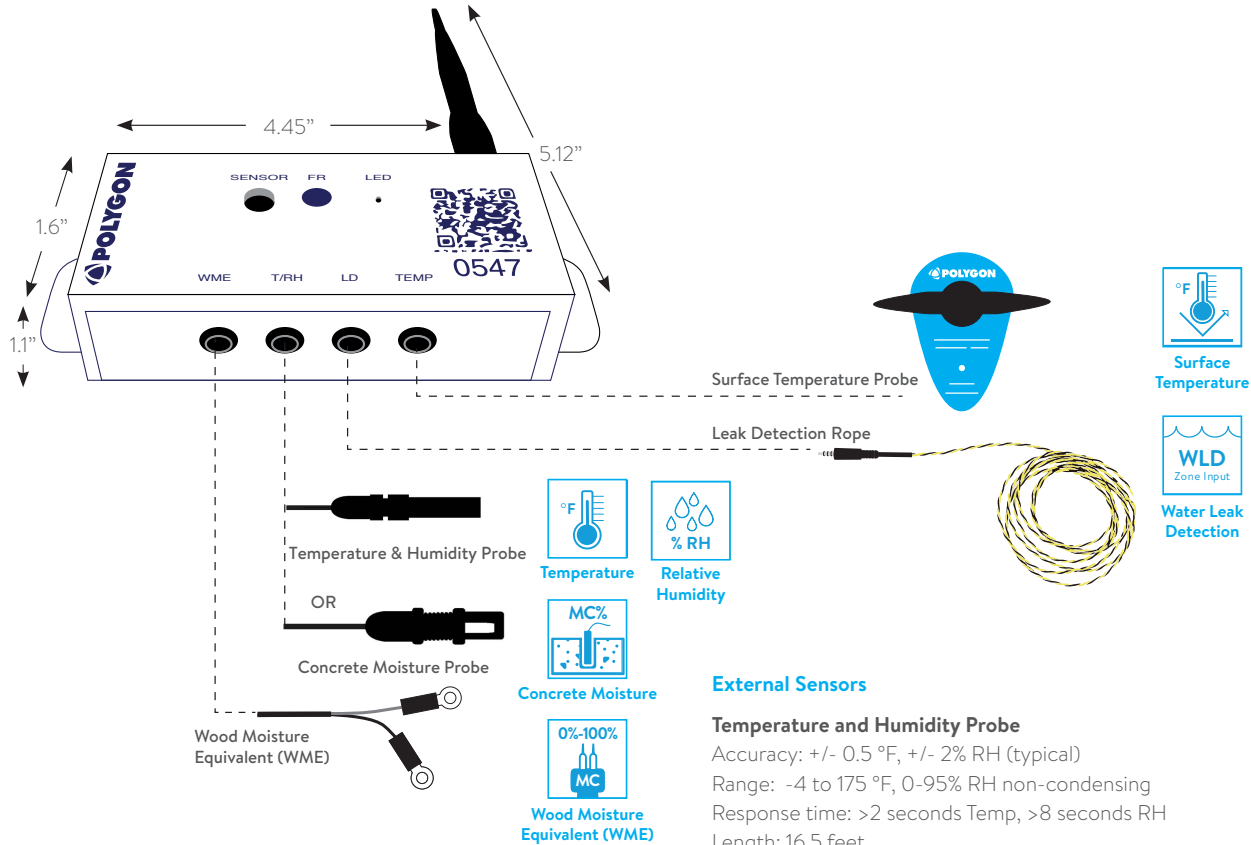 4.45”
5.12”
1.6”
1.1”
POLYGON
SENSOR FR LED
0547
WME T/RH LD TEMP
POLYGON
°F
Surface
Temperature
Surface Temperature Probe
Leak Detection Rope
WLD
Zone Input
Water Leak
Detection
Temperature & Humidity Probe
°F
Temperature
% RH
Relative
Humidity
OR
Concrete Moisture Probe
MC%
Concrete Moisture
Wood Moisture
Equivalent (WME)
0%-100%
MC
Wood Moisture
Equivalent (WME)
External Sensors
Temperature and Humidity Probe
Accuracy: +/- 0.5 °F, +/- 2% RH (typical)
Range: -4 to 175 °F, 0-95% RH non-condensing
Response time: >2 seconds Temp, >8 seconds RH
Length: 16.5 feet